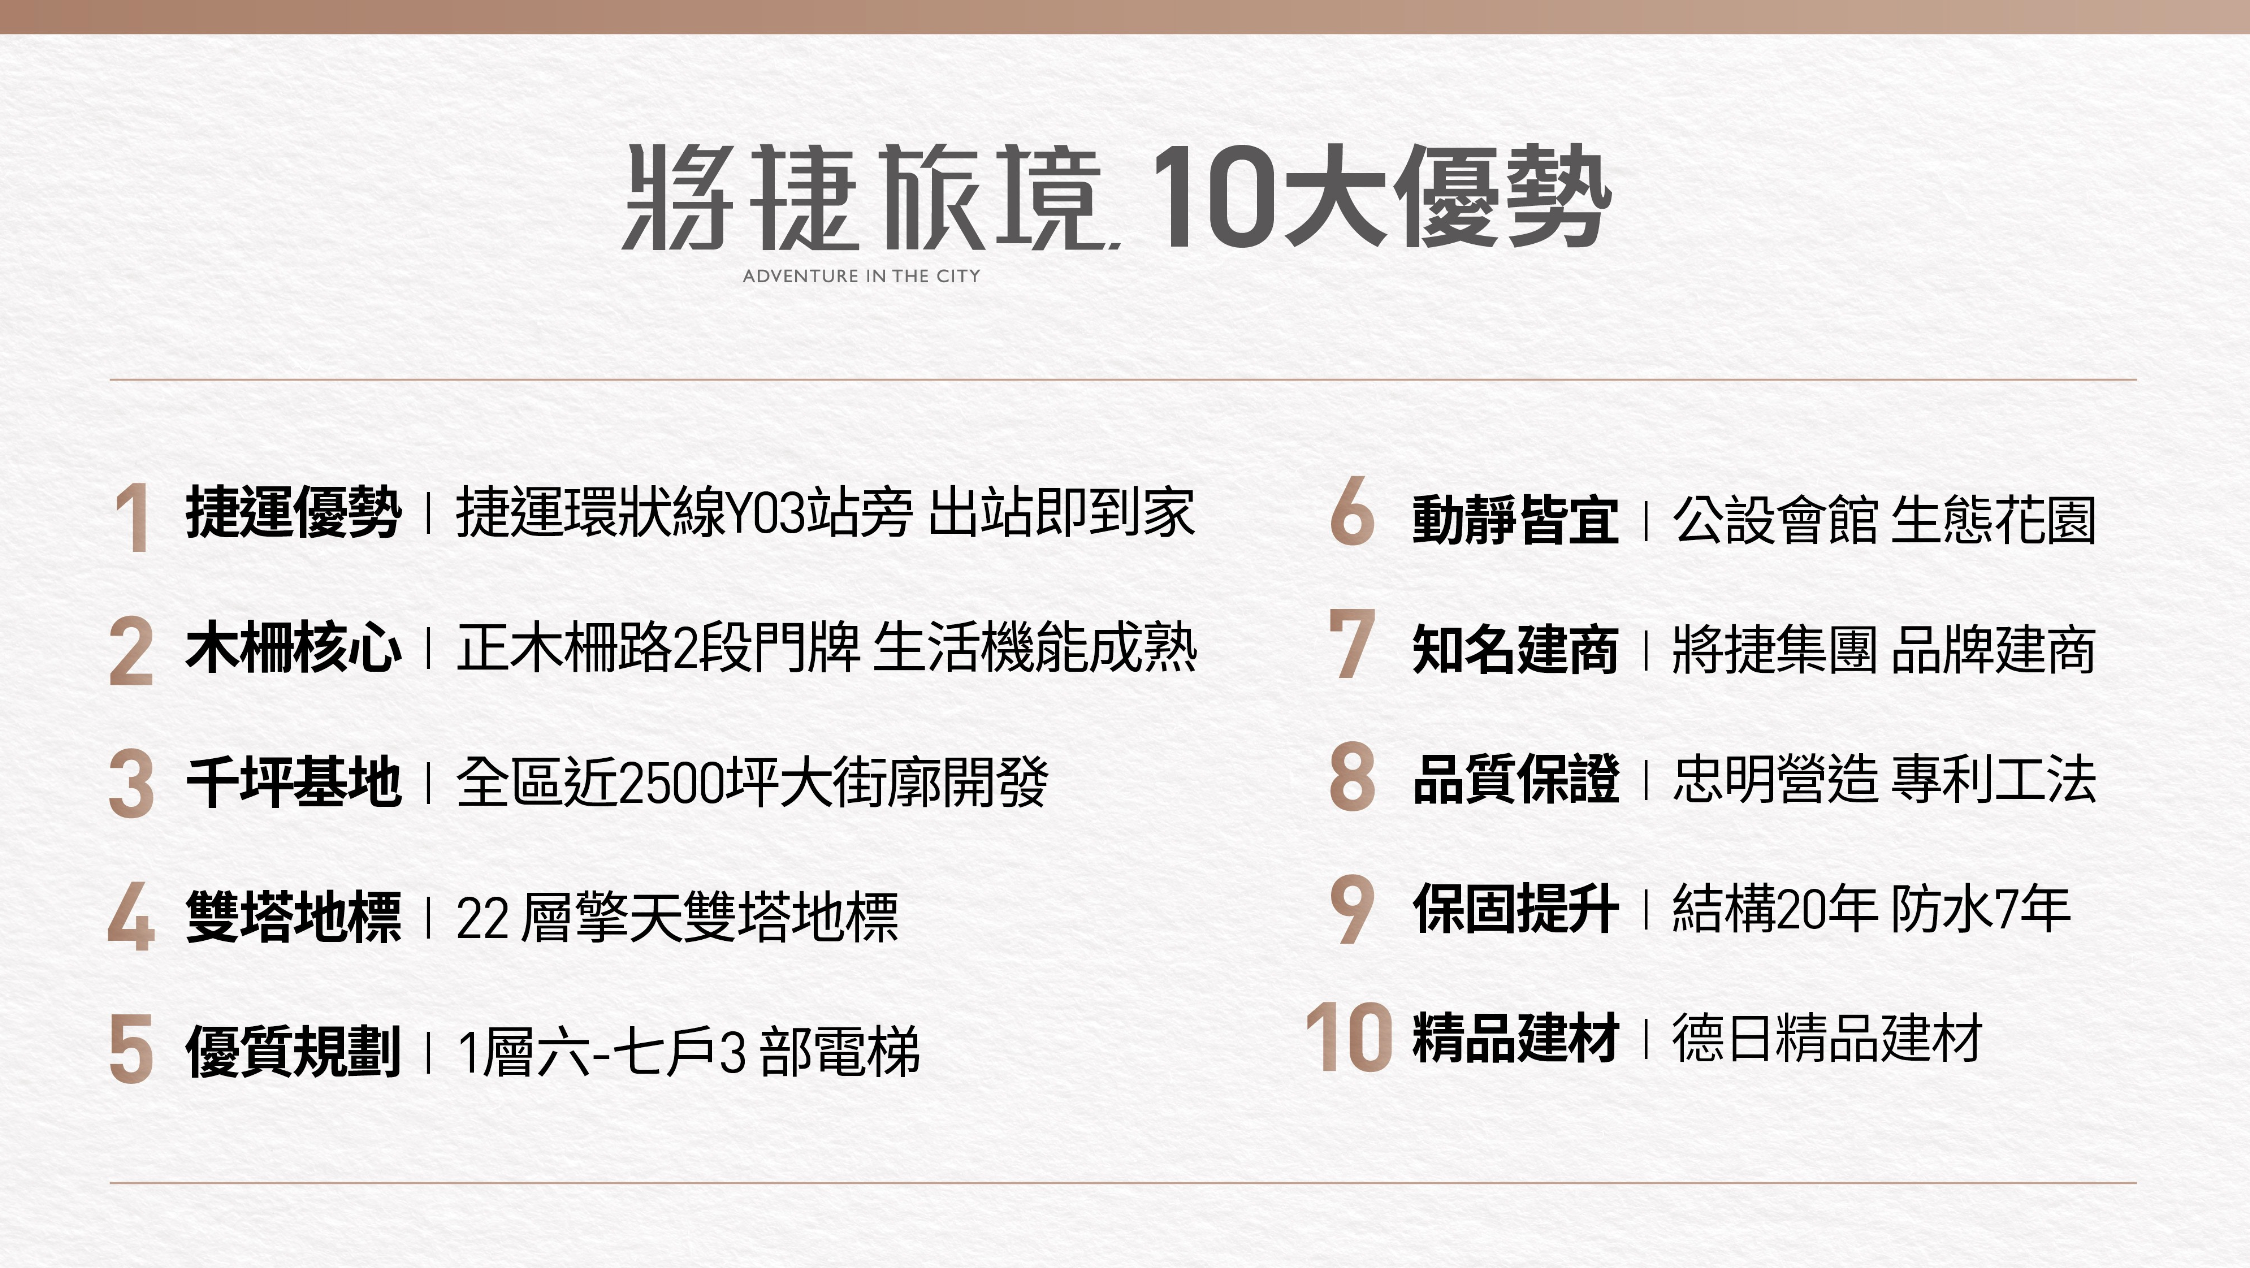 將捷旅境 10大優勢
ADVENTURE IN THE CITY
1 捷運優勢 | 捷運環狀線Y03站旁 出站即到家
2 木柵核心 | 正木柵路2段門牌 生活機能成熟
3 千坪基地 | 全區近2500坪大街廓開發
4 雙塔地標 | 22 層擎天雙塔地標
5 優質規劃 | 1層六-七戶3 部電梯
6 動靜皆宜 | 公設會館 生態花園
7 知名建商 | 將捷集團 品牌建商
8 品質保證 | 忠明營造 專利工法
9 保固提升 | 結構20年 防水7年
10 精品建材 | 德日精品建材